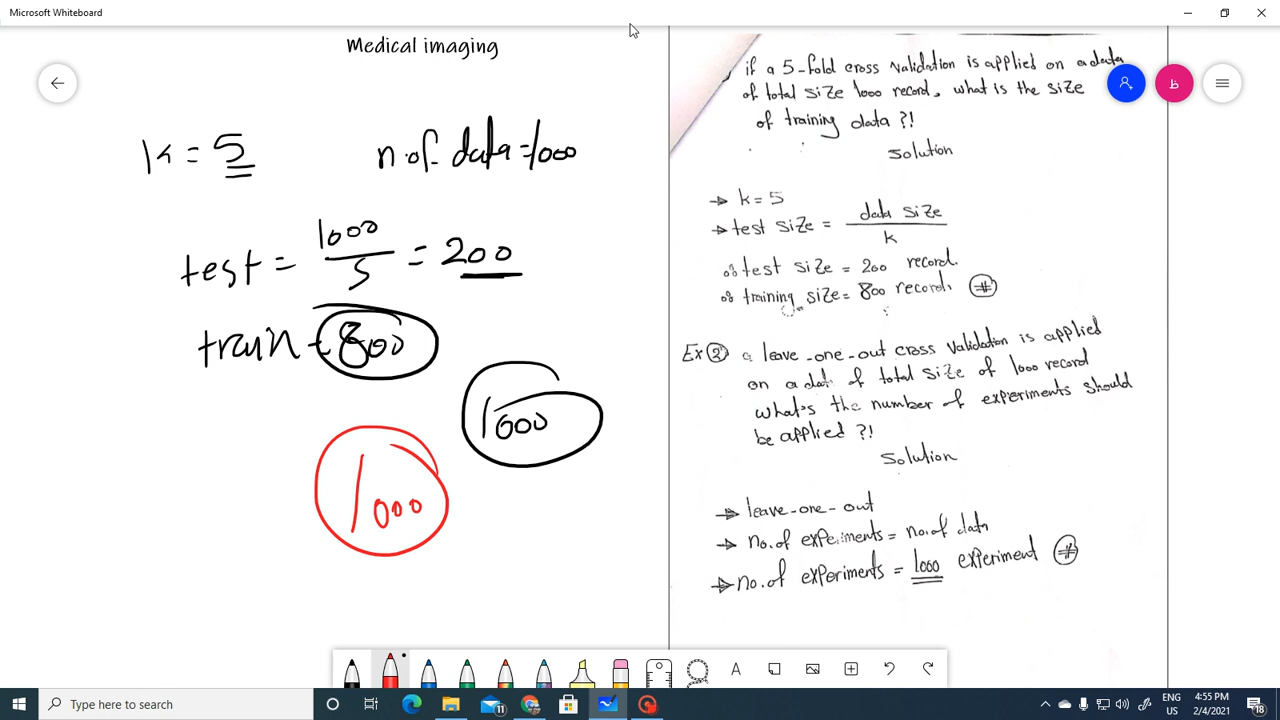 Microsoft Whiteboard
Medical imaging
k = 5
n.of data = 1000
test = 1000/5 = 200
train = 800
1000
1000
if a 5-fold cross validation is applied on a data
of total size 1000 record, what is the size
of training data ?!
Solution
→ k = 5
→ test size = data size / k
∴ test size = 200 record.
∴ training size = 800 record. #
Ex ② a leave-one-out cross validation is applied
on a data of total size of 1000 record
what's the number of experiments should
be applied ?!
Solution
→ leave-one-out
→ no. of experiments = no. of data
→ no. of experiments = 1000 experiment #
b
A
Type here to search
11
ENG
US
4:55 PM
2/4/2021
18